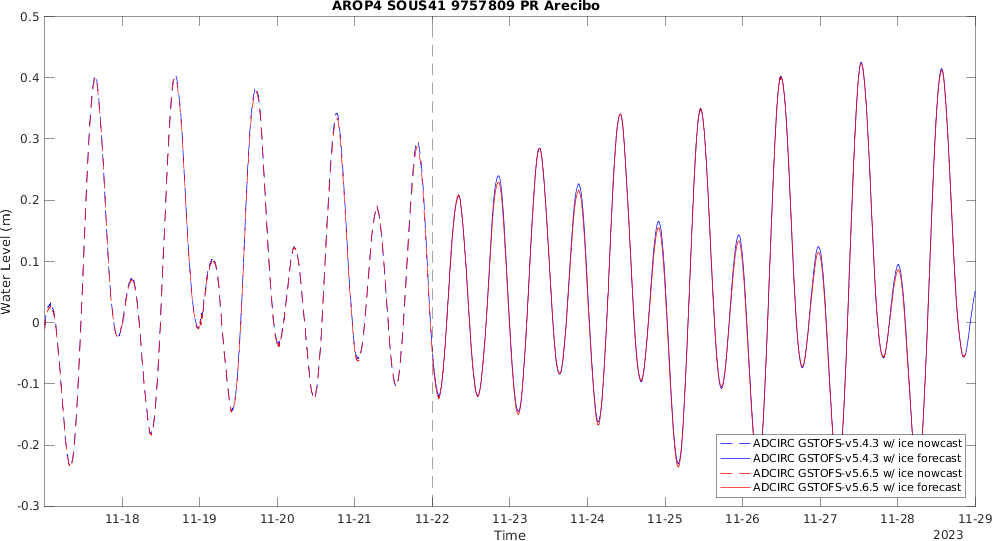 AROP4 SOUS41 9757809 PR Arecibo
0.5
0.4
0.3
0.2
0.1
0
-0.1
-0.2
-0.3
Water Level (m)
ADCIRC GSTOFS-v5.4.3 w/ ice nowcast
ADCIRC GSTOFS-v5.4.3 w/ ice forecast
ADCIRC GSTOFS-v5.6.5 w/ ice nowcast
ADCIRC GSTOFS-v5.6.5 w/ ice forecast
11-18 11-19 11-20 11-21 11-22 11-23 11-24 11-25 11-26 11-27 11-28 11-29
Time
2023